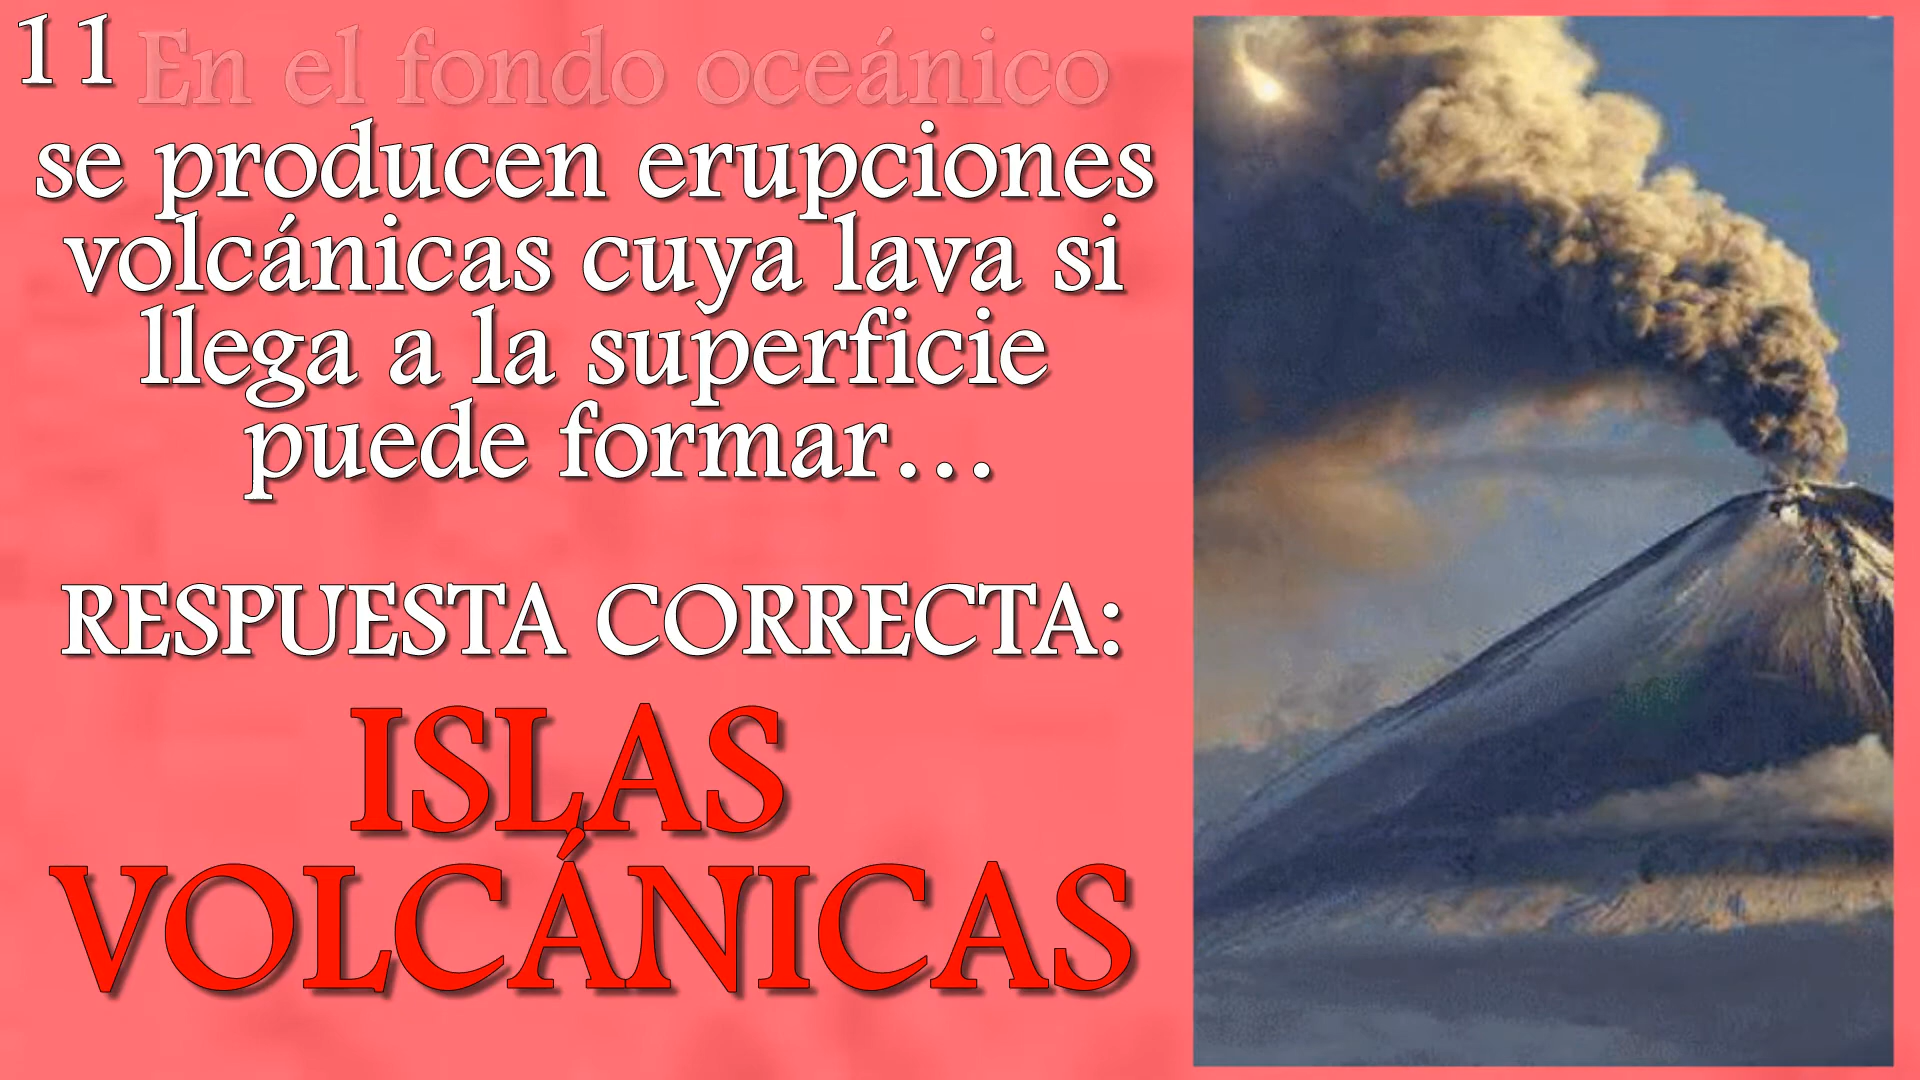 11 En el fondo oceánico
se producen erupciones
volcánicas cuya lava si
llega a la superficie
puede formar...
RESPUESTA CORRECTA:
ISLAS
VOLCÁNICAS